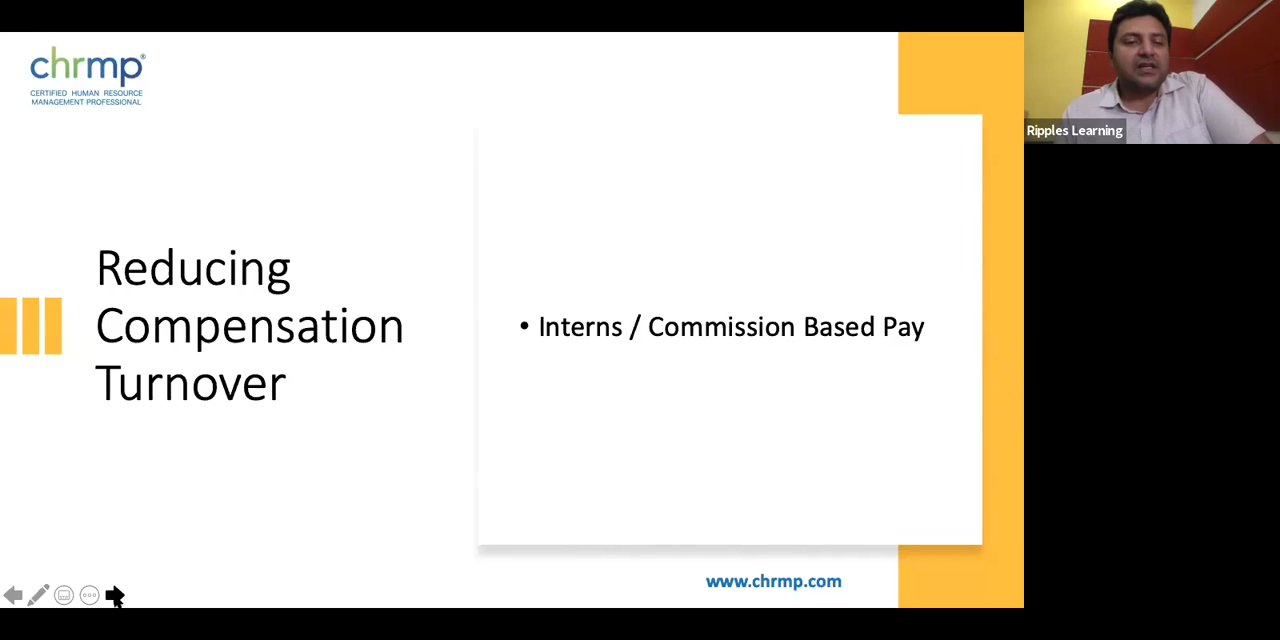 chrmp®
CERTIFIED HUMAN RESOURCE
MANAGEMENT PROFESSIONAL
Ripples Learning
Reducing
Compensation
Turnover
• Interns / Commission Based Pay
www.chrmp.com